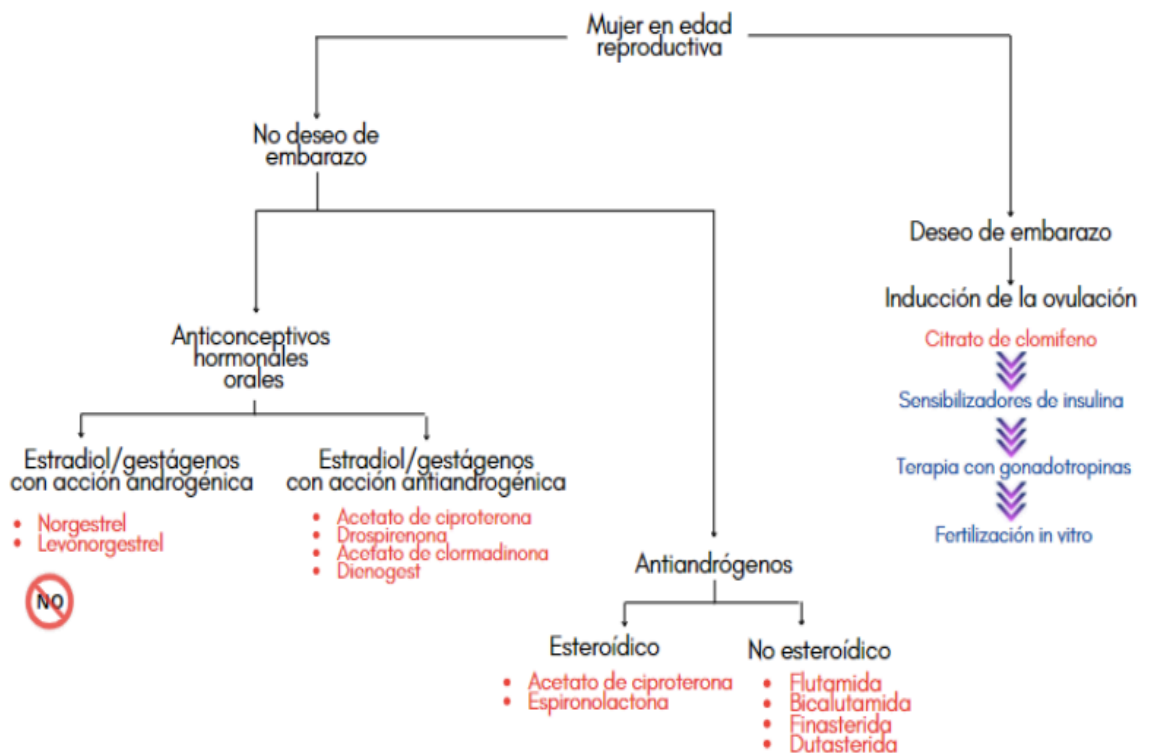 Mujer en edad
reproductiva
No deseo de
embarazo
Anticonceptivos
hormonales
orales
Estradiol/gestágenos
con acción androgénica
• Norgestrel
• Levonorgestrel
NO
Estradiol/gestágenos
con acción antiandrogénica
• Acetato de ciproterona
• Drospirenona
• Acetato de clormadinona
• Dienogest
Antiandrógenos
Esteroídico
• Acetato de ciproterona
• Espironolactona
No esteroídico
• Flutamida
• Bicalutamida
• Finasterida
• Dutasterida
Deseo de embarazo
Inducción de la ovulación
Citrato de clomifeno
Sensibilizadores de insulina
Terapia con gonadotropinas
Fertilización in vitro